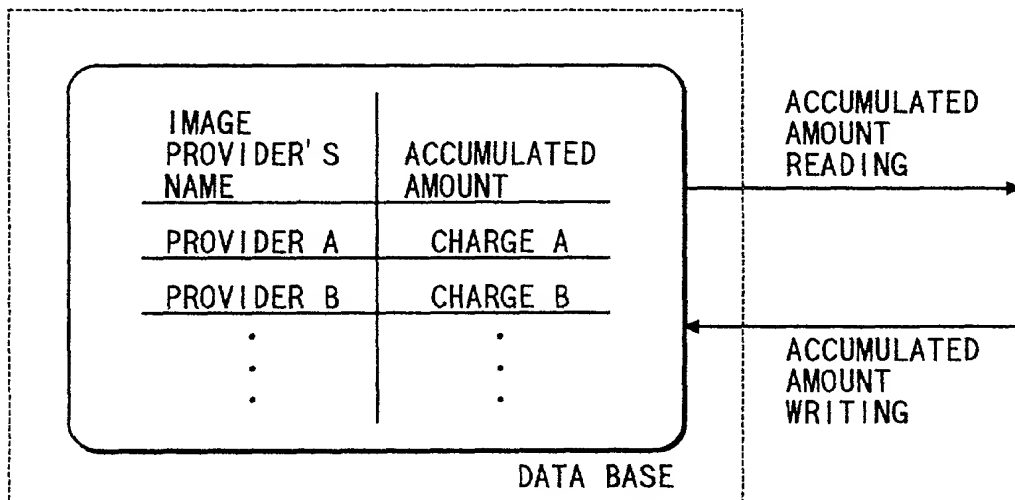 IMAGE
PROVIDER'S
NAME
ACCUMULATED
AMOUNT
PROVIDER A
CHARGE A
PROVIDER B
CHARGE B
DATA BASE
ACCUMULATED
AMOUNT
READING
ACCUMULATED
AMOUNT
WRITING